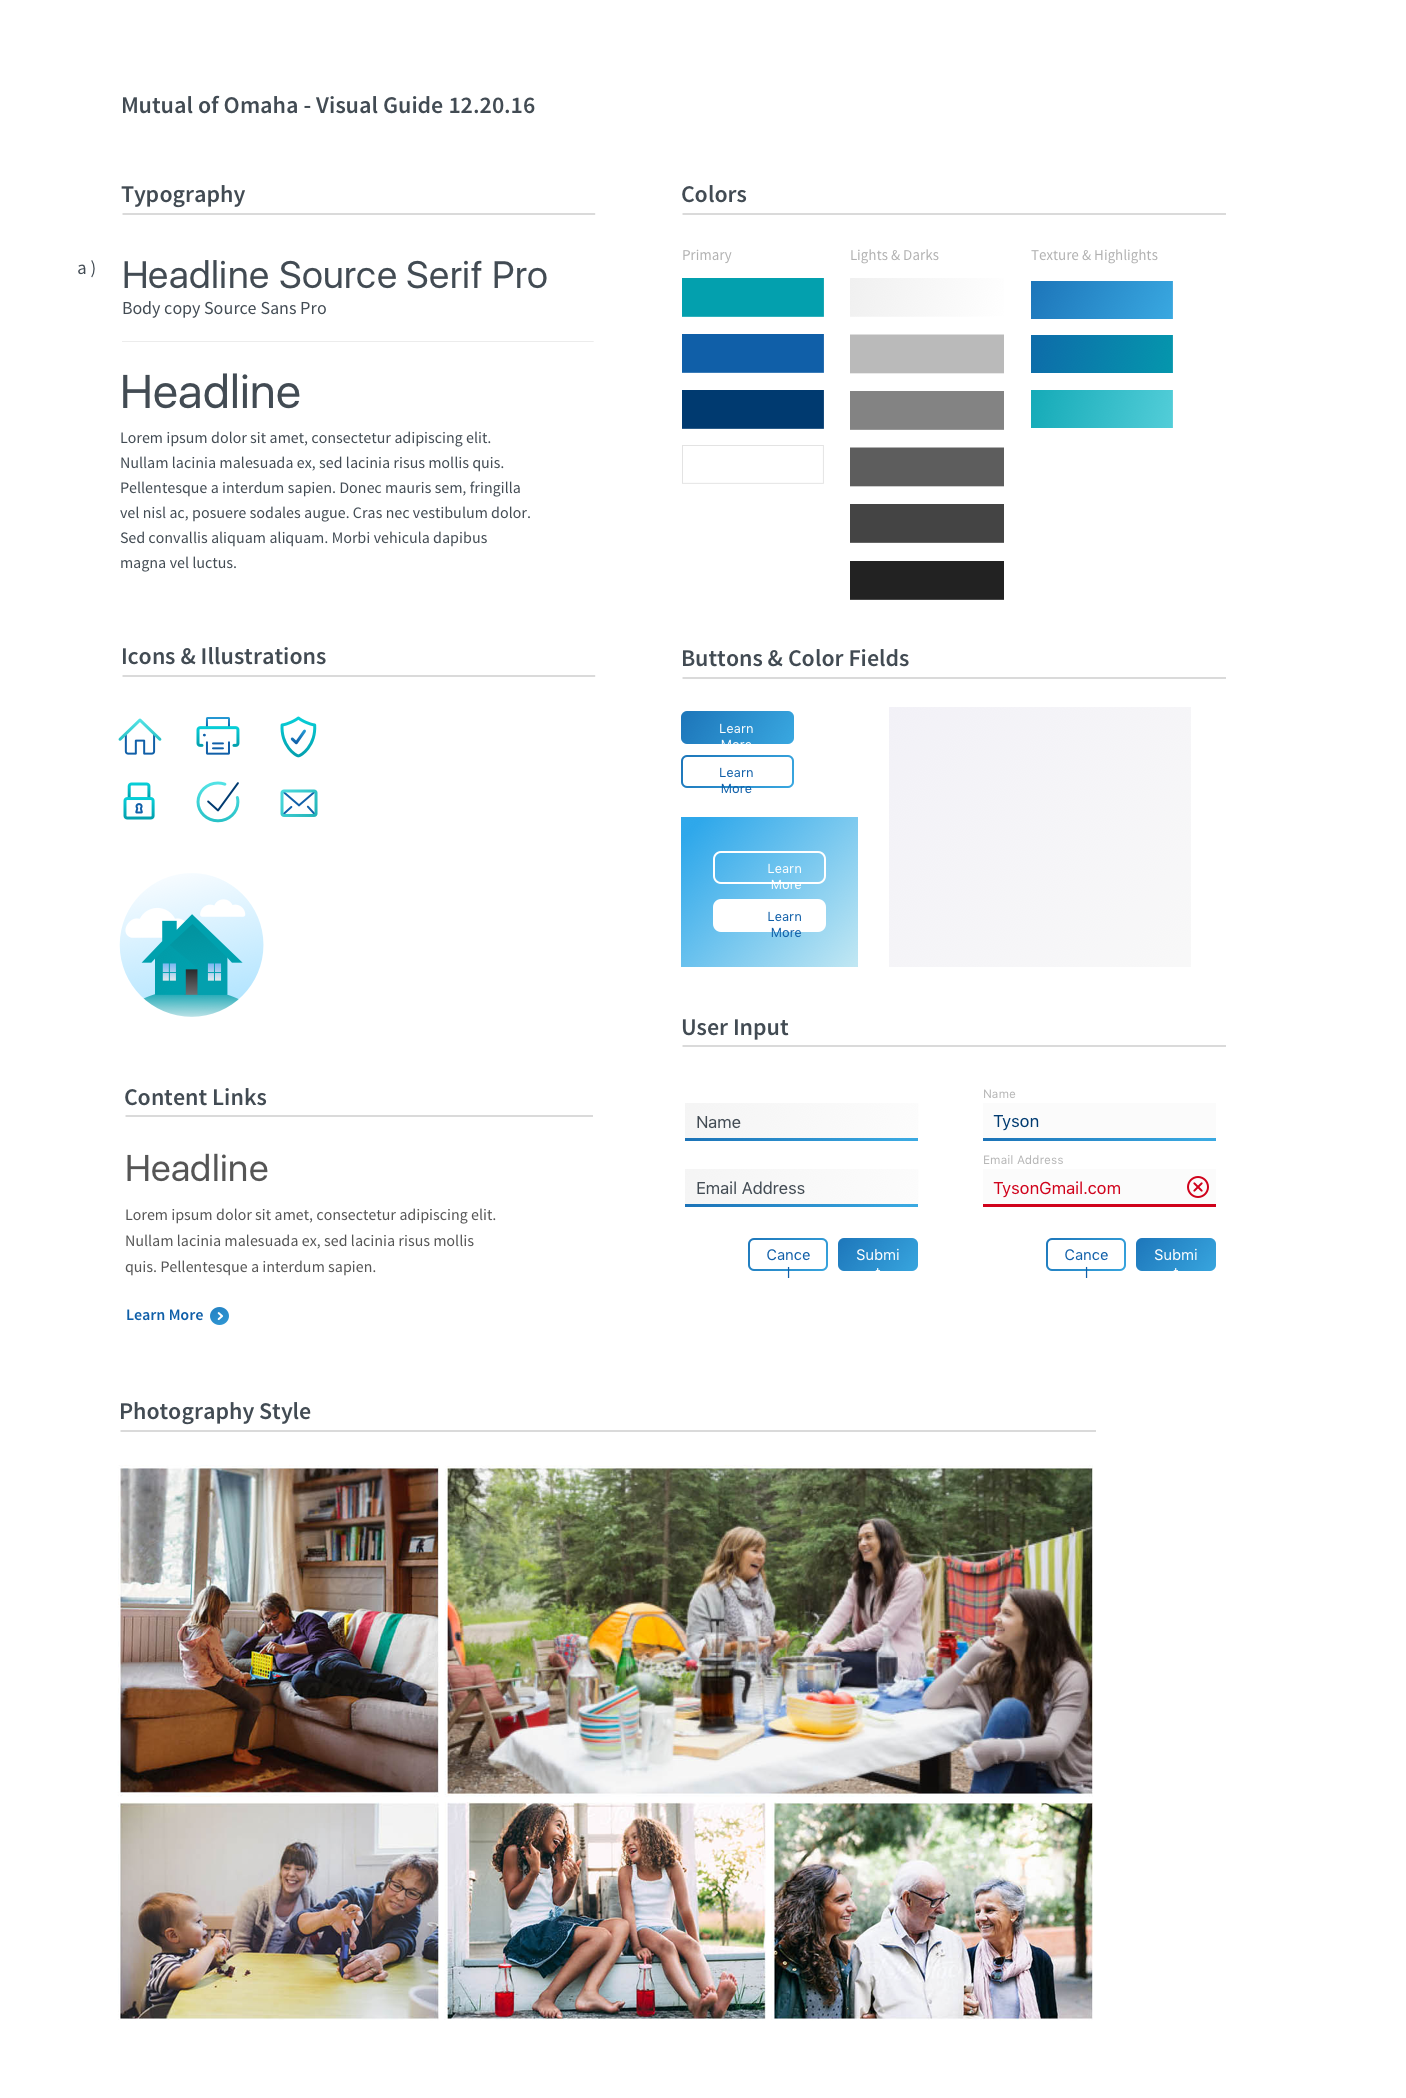 Mutual of Omaha - Visual Guide 12.20.16
Typography
a )
Headline Source Serif Pro
Body copy Source Sans Pro
Headline
Lorem ipsum dolor sit amet, consectetur adipiscing elit.
Nullam lacinia malesuada ex, sed lacinia risus mollis quis.
Pellentesque a interdum sapien. Donec mauris sem, fringilla
vel nisl ac, posuere sodales augue. Cras nec vestibulum dolor.
Sed convallis aliquam aliquam. Morbi vehicula dapibus
magna vel luctus.
Colors
Primary
Lights & Darks
Texture & Highlights
Icons & Illustrations
Buttons & Color Fields
Learn
More
Learn
More
Learn
More
Learn
More
Content Links
Headline
Lorem ipsum dolor sit amet, consectetur adipiscing elit.
Nullam lacinia malesuada ex, sed lacinia risus mollis
quis. Pellentesque a interdum sapien.
Learn More
User Input
Name
Email Address
Cance
l
Submi
Name
Tyson
Email Address
TysonGmail.com
Cance
l
Submi
Photography Style